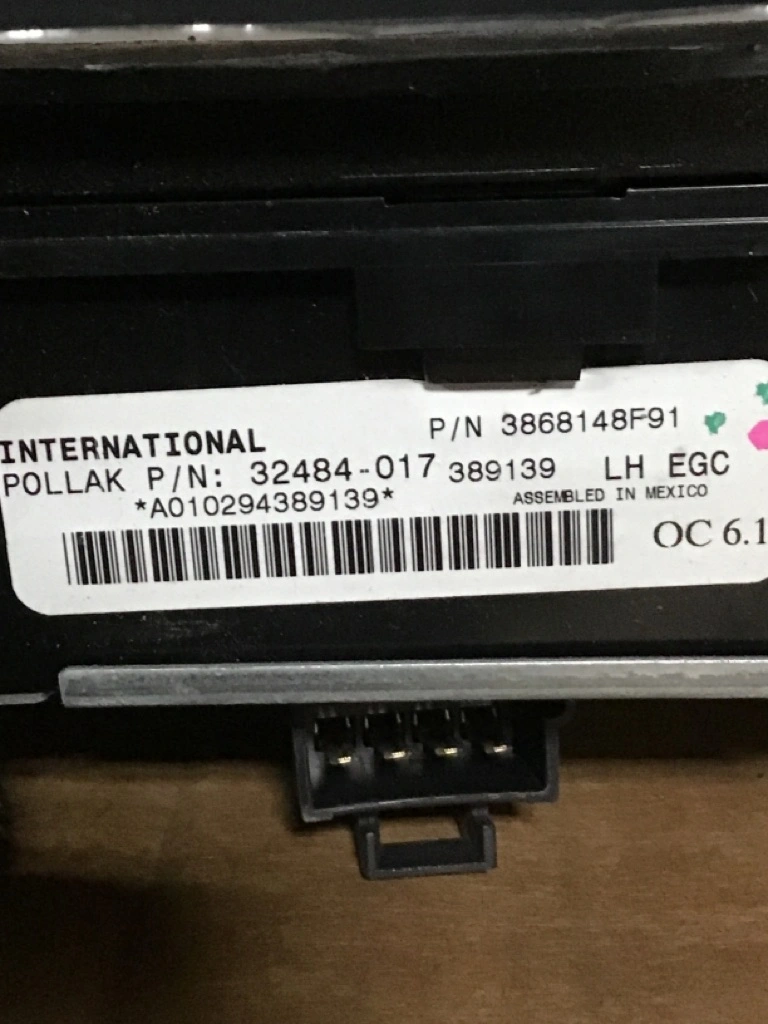 INTERNATIONAL P/N 3868148F91
POLLAK P/N: 32484-017 389139 LH EGC
*A010294389139* ASSEMBLED IN MEXICO
OC 6.1